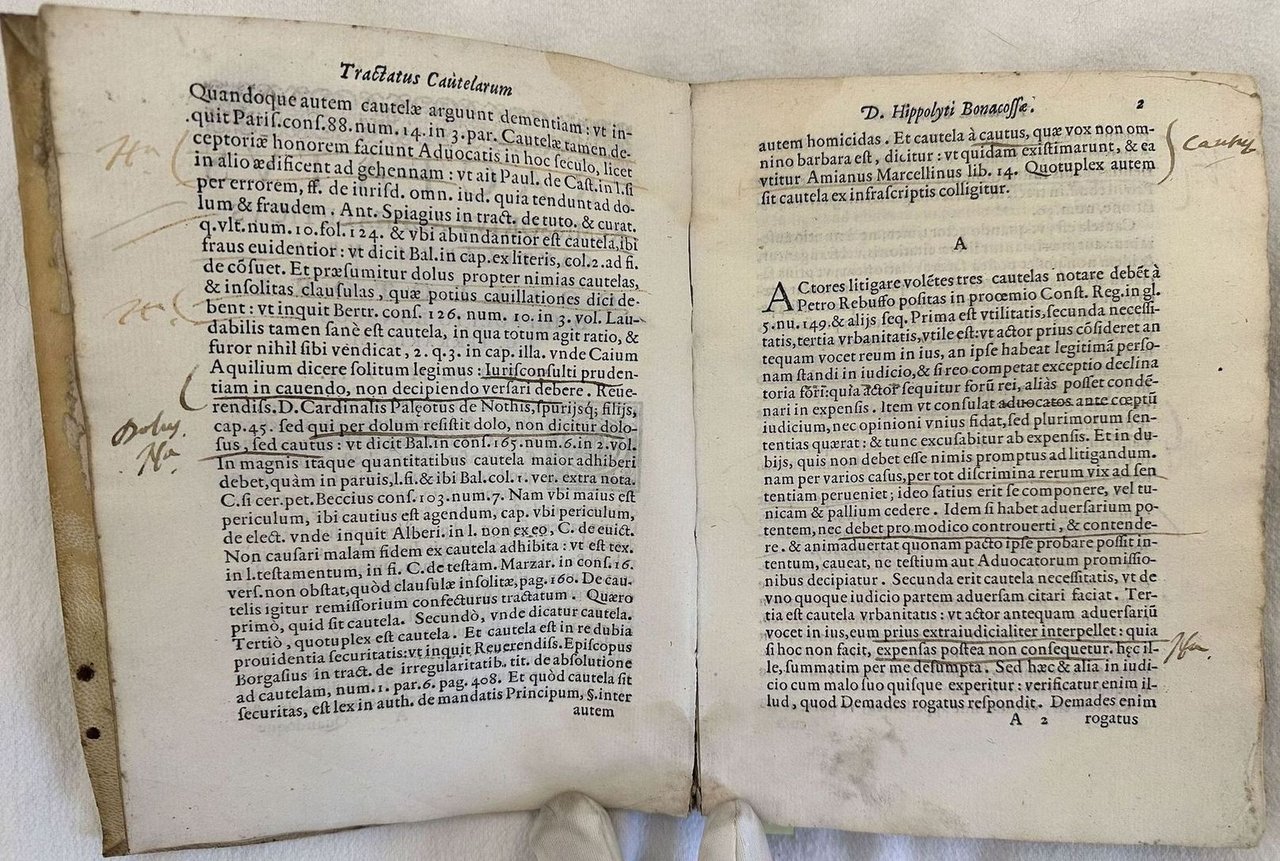 Tractatus Caùtelarum
Quandoque autem cautelæ arguunt dementiam : vt in-
quit Paris. cons. 88. num. 14. in 3. par. Cautelæ tamen de-
ceptoriæ honorem faciunt Aduocatis in hoc seculo, licet
in alio ædificent ad gehennam : vt ait Paul. de Cast. in l. si
per errorem, ff. de iurisd. omn. iud. quia tendunt ad do-
lum & fraudem. Ant. Spiagius in tract. de tuto. & curat.
q. vlt. num. 10. fol. 124. & vbi abundantior est cautela, ibi
fraus euidentior : vt dicit Bal. in cap. ex literis, col. 2. ad fi.
de cōsuet. Et præsumitur dolus propter nimias cautelas,
& insolitas clausulas, quæ potius cauillationes dici de-
bent : vt inquit Bertr. cons. 126. num. 10. in 3. vol. Lau-
dabilis tamen sanè est cautela, in qua totum agit ratio, &
furor nihil sibi vendicat, 2. q. 3. in cap. illa. vnde Caium
Aquilium dicere solitum legimus : Iurisconsulti pruden-
tiam in cauendo, non decipiendo versari debere. Reue-
rendiss. D. Cardinalis Paleotus de Nothis, spurijsq; filijs,
cap. 45. sed qui per dolum resistit dolo, non dicitur dolo-
sus, sed cautus : vt dicit Bal. in cons. 165. num. 6. in 2. vol.
In magnis itaque quantitatibus cautela maior adhiberi
debet, quàm in paruis, l. si. & ibi Bal. col. 1. ver. extra nota.
C. si cer. pet. Beccius cons. 103. num. 7. Nam vbi maius est
periculum, ibi cautius est agendum, cap. vbi periculum,
de elect. vnde inquit Alberi. in l. non ex eo, C. de euict.
Non causari malam fidem ex cautela adhibita : vt est tex.
in l. testamentum, in fi. C. de testam. Marzar. in cons. 16.
vers. non obstat, quòd clausulæ insolitæ, pag. 160. De cau-
telis igitur remissorium confecturus tractatum. Quæro
primò, quid sit cautela. Secundò, vnde dicatur cautela.
Tertiò, quotuplex est cautela. Et cautela est in re dubia
prouidentia securitatis: vt inquit Reuerendiss. Episcopus
Borgasius in tract. de irregularitatib. tit. de absolutione
ad cautelam, num. 1. par. 6. pag. 408. Et quòd cautela sit
securitas, est lex in auth. de mandatis Principum, §. inter
autem
Dolus
Na.
D. Hippolyti Bonacossæ. 2
autem homicidas. Et cautela à cautus, quæ vox non om-
nino barbara est, dicitur : vt quidam existimarunt, & ea
vtitur Amianus Marcellinus lib. 14. Quotuplex autem
sit cautela ex infrascriptis colligitur.
Cautus
A
ACtores litigare volētes tres cautelas notare debēt à
Petro Rebuffo positas in proœmio Const. Reg. in gl.
5. nu. 149. & alijs seq. Prima est vtilitatis, secunda necessi-
tatis, tertia vrbanitatis, vtile est: vt actor prius cōsideret an
tequam vocet reum in ius, an ipse habeat legitimā perso-
nam standi in iudicio, & si reo competat exceptio declina
toria fori: quia actor sequitur forū rei, aliàs posset condē-
nari in expensis. Item vt consulat aduocatos ante cœptū
iudicium, nec opinioni vnius fidat, sed plurimorum sen-
tentias quærat : & tunc excusabitur ab expensis. Et in du-
bijs, quis non debet esse nimis promptus ad litigandum.
nam per varios casus, per tot discrimina rerum vix ad sen
tentiam perueniet; ideo satius erit se componere, vel tu-
nicam & pallium cedere. Idem si habet aduersarium po-
tentem, nec debet pro modico controuerti, & contende-
re. & animaduertat quonam pacto ipse probare possit in-
tentum, caueat, ne testium aut Aduocatorum promissio-
nibus decipiatur. Secunda erit cautela necessitatis, vt de
vno quoque iudicio partem aduersam citari faciat. Ter-
tia est cautela vrbanitatis : vt actor antequam aduersariū
vocet in ius, eum prius extraiudicialiter interpellet : quia
si hoc non facit, expensas postea non consequetur. hęc il-
le, summatim per me desumpta. Sed hæc & alia in iudi-
cio cum malo suo quisque experitur : verificatur enim il-
lud, quod Demades rogatus respondit. Demades enim
A 2 rogatus
Na.